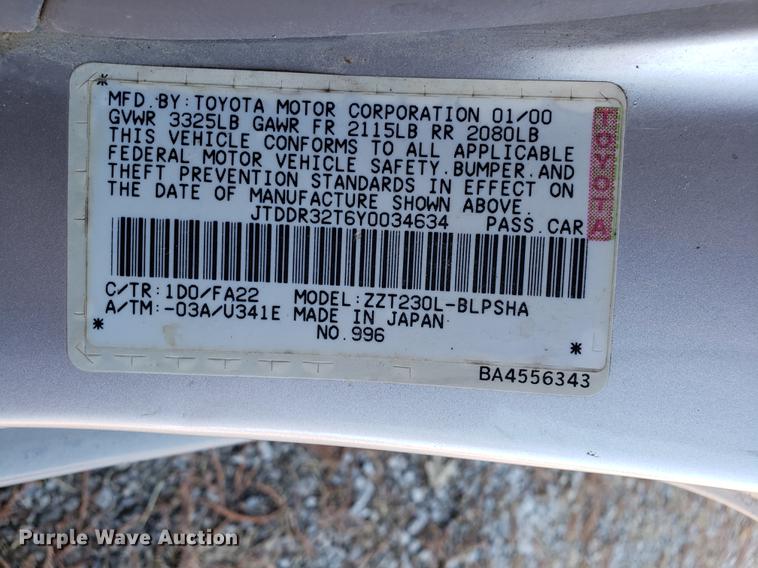 MFD.BY:TOYOTA MOTOR CORPORATION 01/00
GVWR 3325LB GAWR FR 2115LB RR 2080LB
THIS VEHICLE CONFORMS TO ALL APPLICABLE
FEDERAL MOTOR VEHICLE SAFETY.BUMPER.AND
THEFT PREVENTION STANDARDS IN EFFECT ON
THE DATE OF MANUFACTURE SHOWN ABOVE.
JTDDR32T6Y0034634 PASS.CAR
TOYOTA
C/TR:1D0/FA22 MODEL:ZZT230L-BLPSHA
A/TM:-03A/U341E MADE IN JAPAN
NO.996
BA4556343
Purple Wave Auction